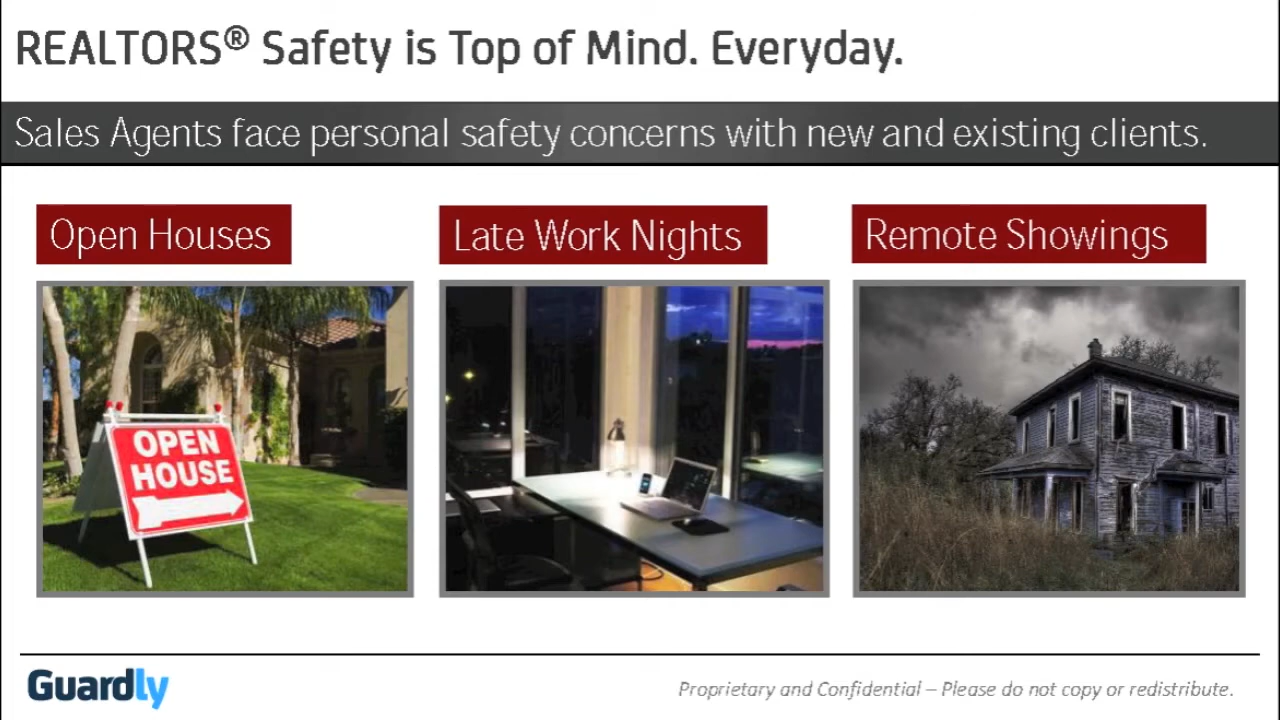 REALTORS® Safety is Top of Mind. Everyday.
Sales Agents face personal safety concerns with new and existing clients.
Open Houses
Late Work Nights
Remote Showings
OPEN
HOUSE
Guardly
Proprietary and Confidential – Please do not copy or redistribute.